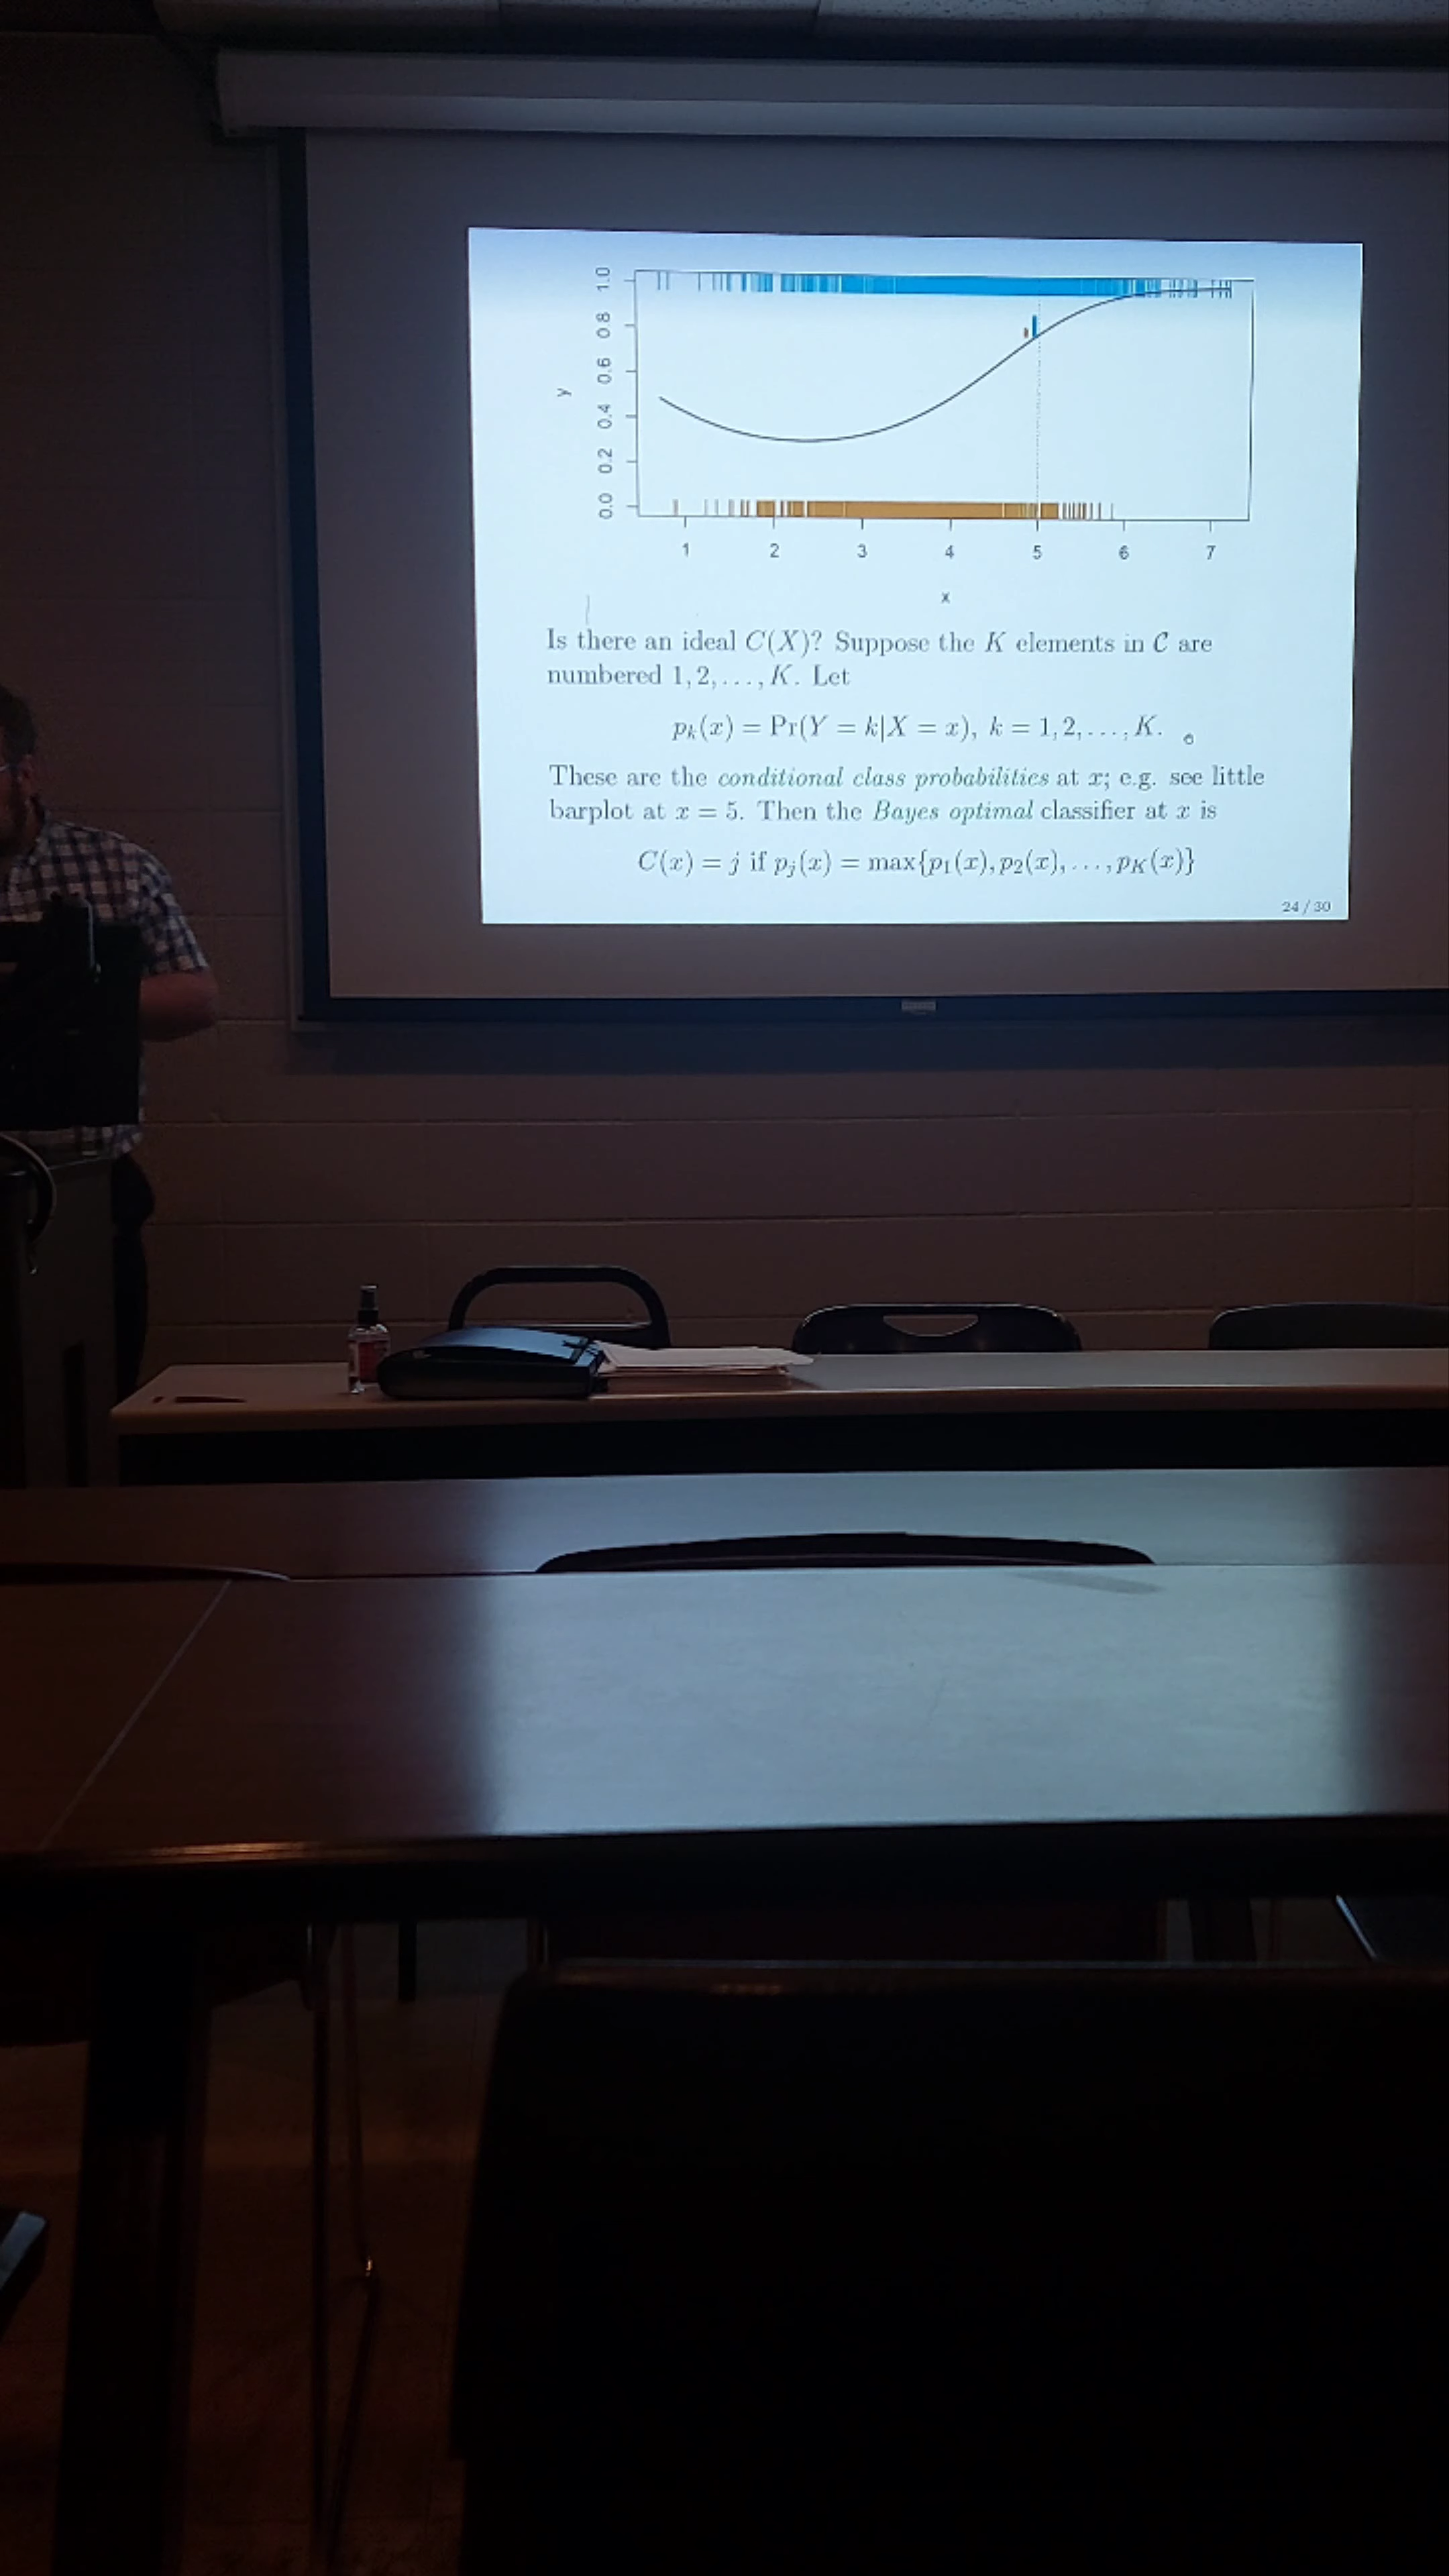 1.0
0.8
0.6
0.4
0.2
0.0
y
1 2 3 4 5 6 7
x
Is there an ideal C(X)? Suppose the K elements in 𝒞 are
numbered 1, 2, . . . , K. Let
pₖ(x) = Pr(Y = k|X = x), k = 1, 2, . . . , K.
These are the conditional class probabilities at x; e.g. see little
barplot at x = 5. Then the Bayes optimal classifier at x is
C(x) = j if pⱼ(x) = max{p₁(x), p₂(x), . . . , p_K(x)}
24 / 30